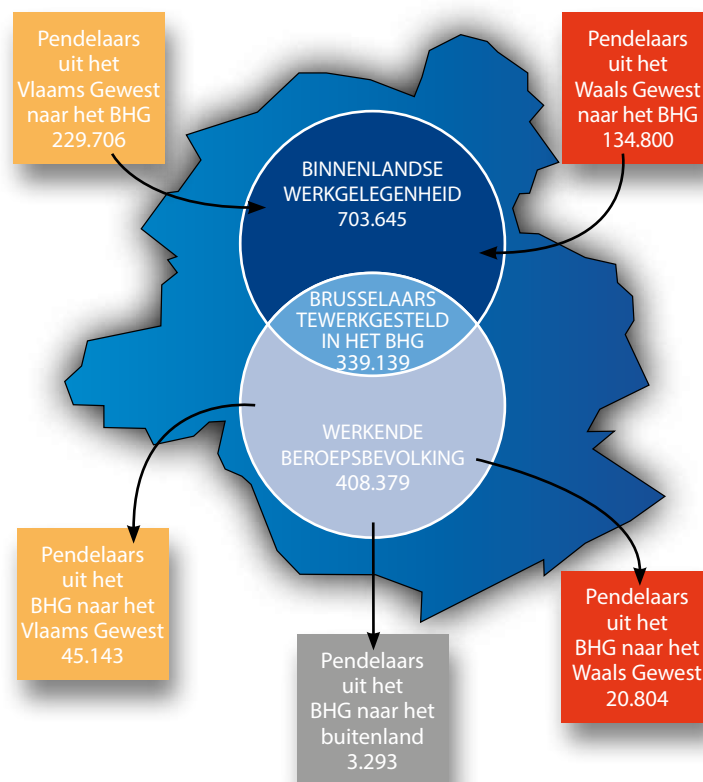 Pendelaars
uit het
Vlaams Gewest
naar het BHG
229.706
Pendelaars
uit het
Waals Gewest
naar het BHG
134.800
BINNENLANDSE
WERKGELEGENHEID
703.645
BRUSSELAARS
TEWERKGESTELD
IN HET BHG
339.139
WERKENDE
BEROEPSBEVOLKING
408.379
Pendelaars
uit het
BHG naar het
Vlaams Gewest
45.143
Pendelaars
uit het
BHG naar het
buitenland
3.293
Pendelaars
uit het
BHG naar het
Waals Gewest
20.804